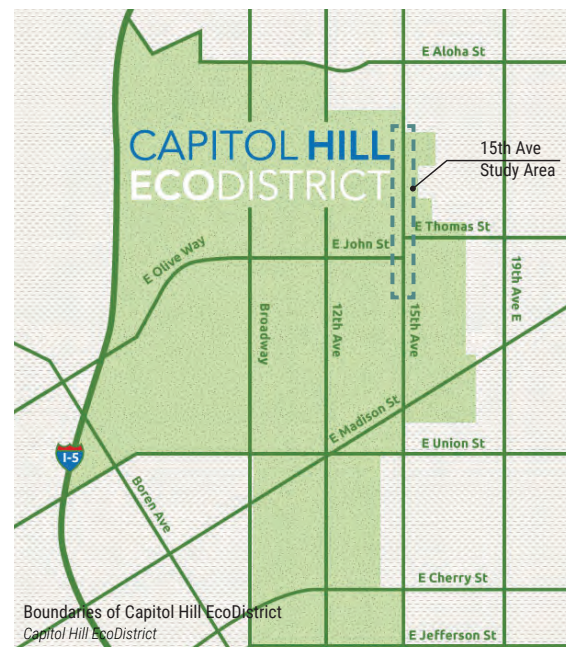 E Aloha St
CAPITOL HILL
ECODISTRICT
15th Ave
Study Area
E Thomas St
E John St
E Olive Way
Broadway
12th Ave
15th Ave
19th Ave E
E Madison St
E Union St
I-5
Boren Ave
E Cherry St
Boundaries of Capitol Hill EcoDistrict
Capitol Hill EcoDistrict
E Jefferson St